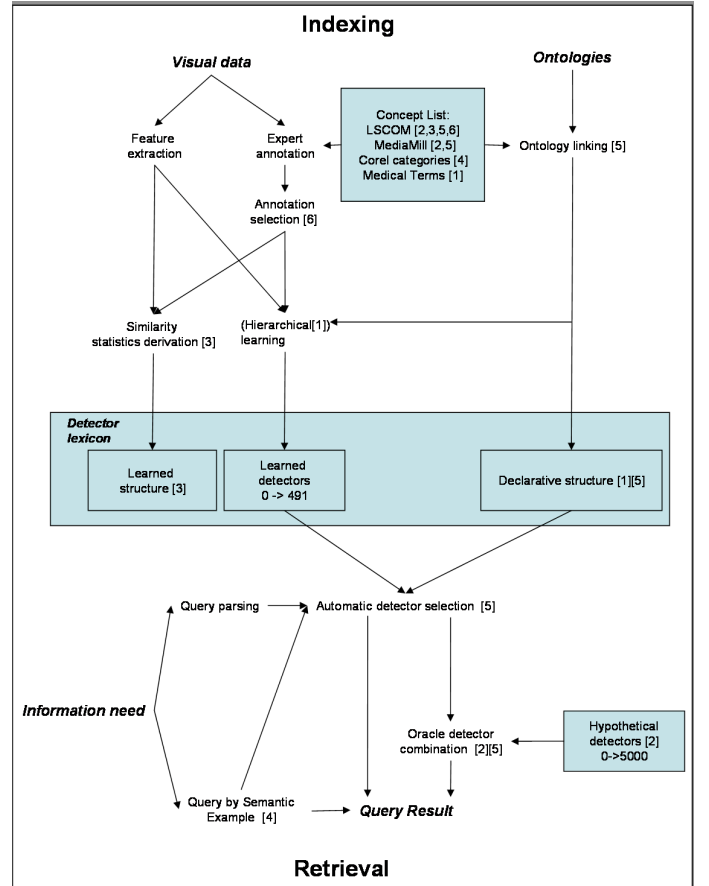 Indexing
Visual data
Ontologies
Feature
extraction
Expert
annotation
Concept List:
LSCOM [2,3,5,6]
MediaMill [2,5]
Corel categories [4]
Medical Terms [1]
Ontology linking [5]
Annotation
selection [6]
Similarity
statistics derivation [3]
(Hierarchical[1])
learning
Detector
lexicon
Learned
structure [3]
Learned
detectors
0 -> 491
Declarative structure [1][5]
Query parsing
Automatic detector selection [5]
Information need
Oracle detector
combination [2][5]
Hypothetical
detectors [2]
0->5000
Query by Semantic
Example [4]
Query Result
Retrieval